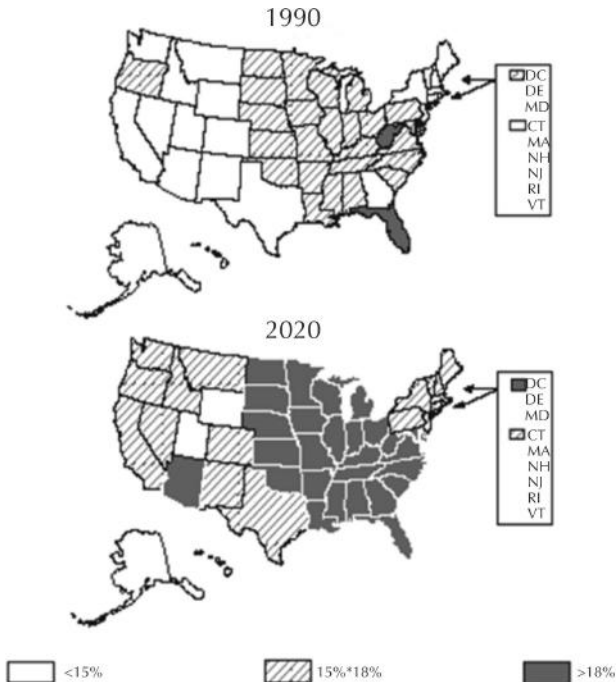 1990
DC
DE
MD
CT
MA
NH
NJ
RI
VT
2020
DC
DE
MD
CT
MA
NH
NJ
RI
VT
<15%
15%*18%
>18%